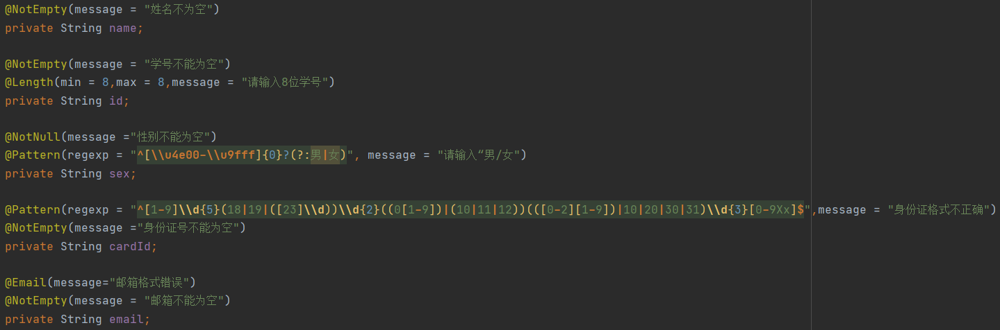 @NotEmpty(message = "姓名不为空")
private String name;
@NotEmpty(message = "学号不能为空")
@Length(min = 8,max = 8,message = "请输入8位学号")
private String id;
@NotNull(message ="性别不能为空")
@Pattern(regexp = "^[\\u4e00-\\u9fff]{0}?(?:男|女)", message = "请输入“男/女")
private String sex;
@Pattern(regexp = "^[1-9]\\d{5}(18|19|([23]\\d))\\d{2}((0[1-9])|(10|11|12))(([0-2][1-9])|10|20|30|31)\\d{3}[0-9Xx]$",message = "身份证格式不正确")
@NotEmpty(message ="身份证号不能为空")
private String cardId;
@Email(message="邮箱格式错误")
@NotEmpty(message = "邮箱不能为空")
private String email;